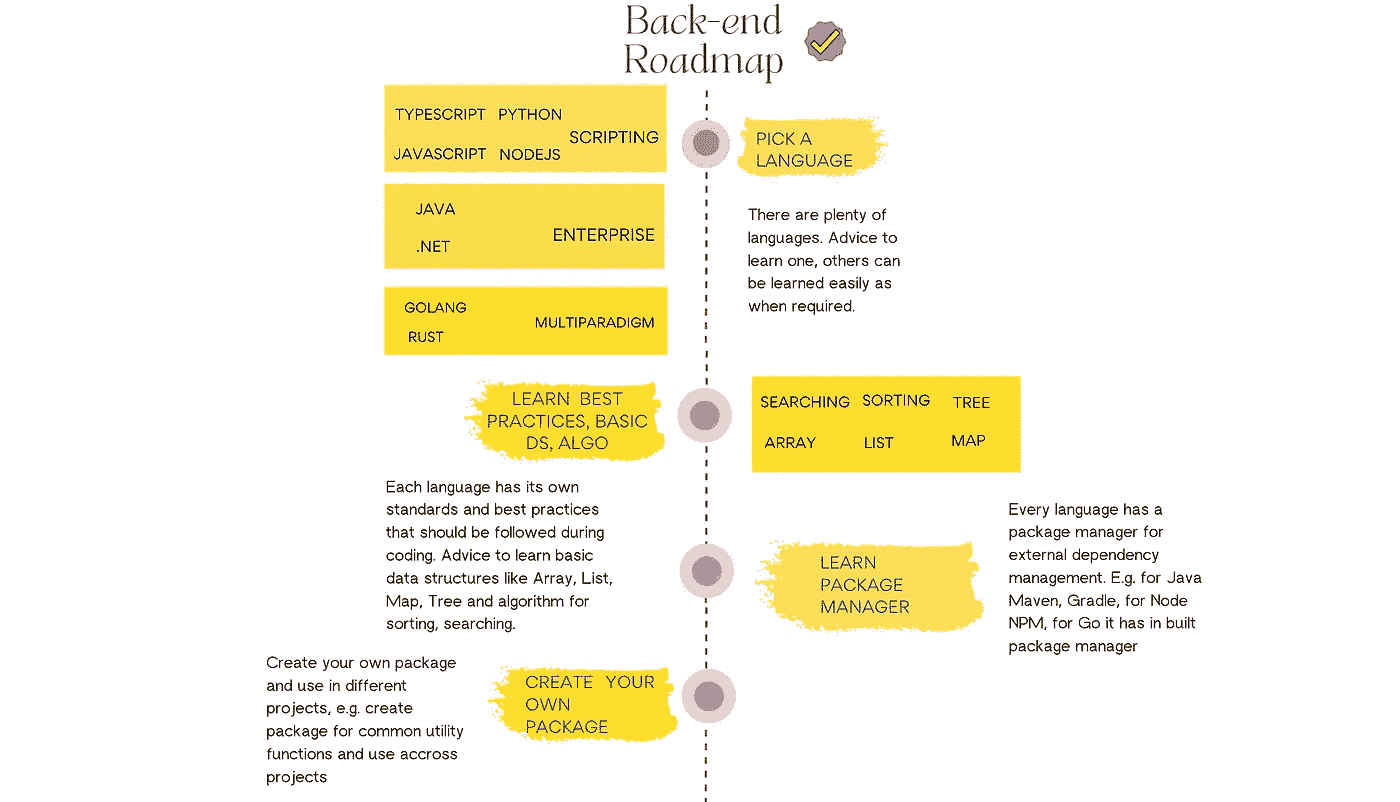 Back-end
Roadmap
TYPESCRIPT PYTHON
SCRIPTING
JAVASCRIPT NODEJS
PICK A
LANGUAGE
JAVA
.NET
ENTERPRISE
There are plenty of
languages. Advice to
learn one, others can
be learned easily as
when required.
GOLANG
RUST
MULTIPARADIGM
LEARN BEST
PRACTICES, BASIC
DS, ALGO
SEARCHING SORTING TREE
ARRAY LIST MAP
Each language has its own
standards and best practices
that should be followed during
coding. Advice to learn basic
data structures like Array, List,
Map, Tree and algorithm for
sorting, searching.
LEARN
PACKAGE
MANAGER
Every language has a
package manager for
external dependency
management. E.g. for Java
Maven, Gradle, for Node
NPM, for Go it has in built
package manager
CREATE YOUR
OWN
PACKAGE
Create your own package
and use in different
projects, e.g. create
package for common utility
functions and use accross
projects